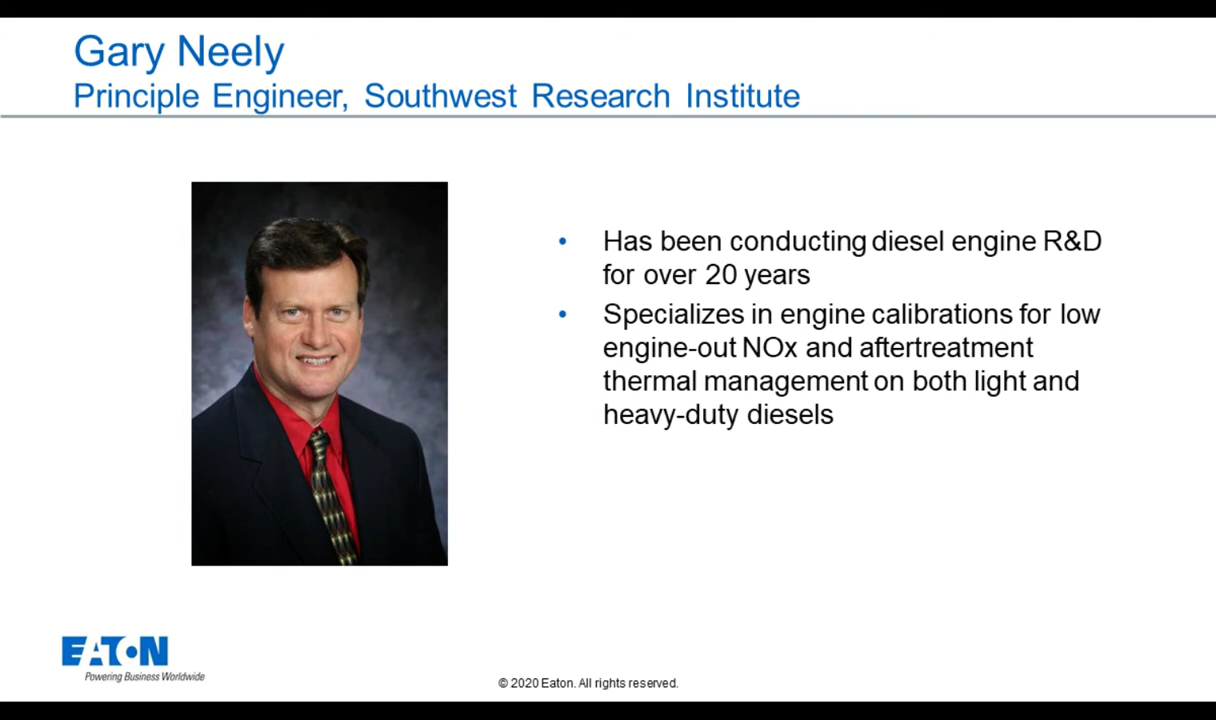 Gary Neely
Principle Engineer, Southwest Research Institute
• Has been conducting diesel engine R&D
for over 20 years
• Specializes in engine calibrations for low
engine-out NOx and aftertreatment
thermal management on both light and
heavy-duty diesels
EATON
Powering Business Worldwide
© 2020 Eaton. All rights reserved.